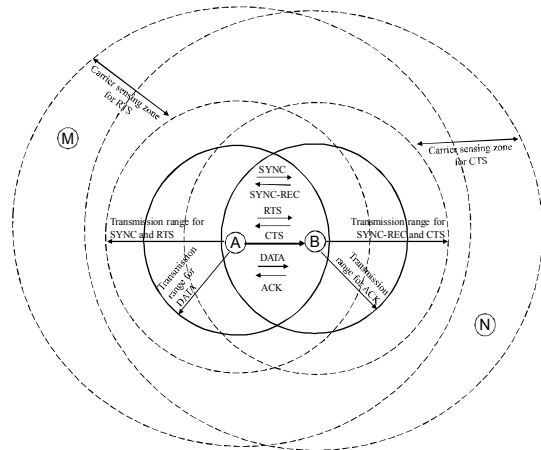 Carrier sensing zone
for RTS
M
Carrier sensing zone
for CTS
SYNC
SYNC-REC
RTS
CTS
Transmission range for
SYNC and RTS
Transmission range for
SYNC-REC and CTS
A
B
DATA
ACK
Transmission
range for
DATA
Transmission
range for ACK
N